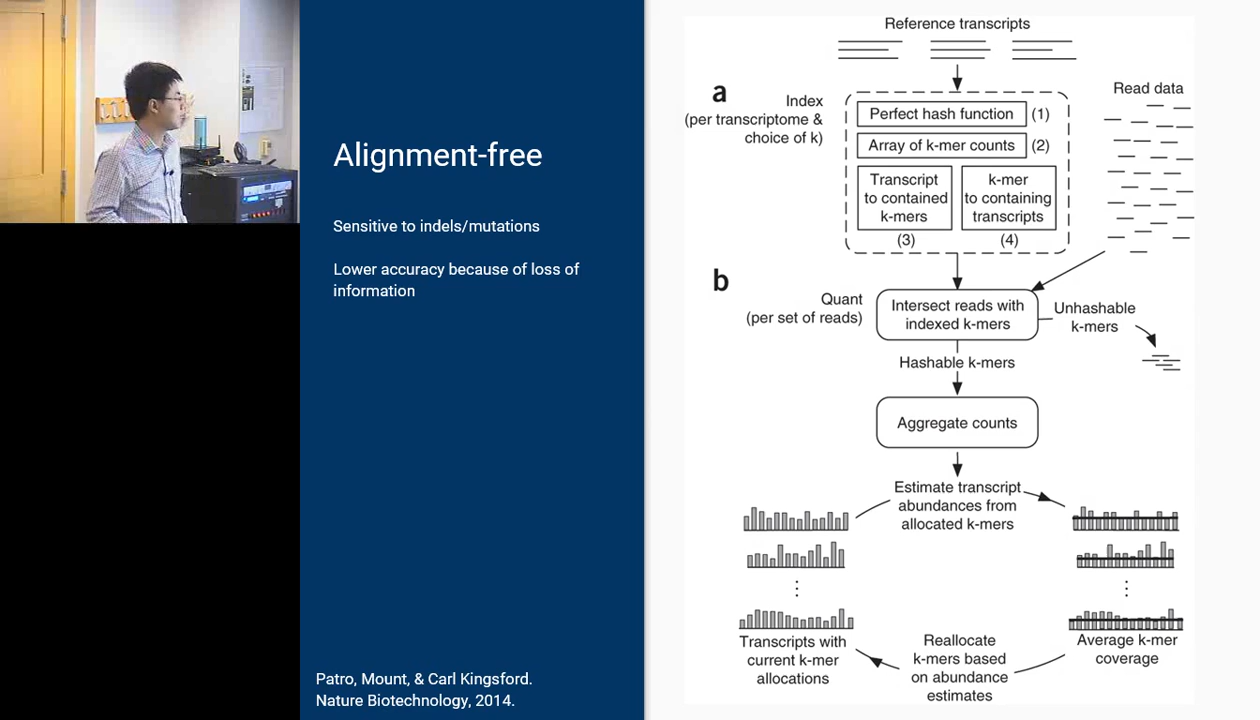 Alignment-free
Sensitive to indels/mutations
Lower accuracy because of loss of
information
Patro, Mount, & Carl Kingsford.
Nature Biotechnology, 2014.
Reference transcripts
a
Index
(per transcriptome &
choice of k)
Perfect hash function
(1)
Array of k-mer counts
(2)
Transcript
to contained
k-mers
(3)
k-mer
to containing
transcripts
(4)
Read data
b
Quant
(per set of reads)
Intersect reads with
indexed k-mers
Unhashable
k-mers
Hashable k-mers
Aggregate counts
Estimate transcript
abundances from
allocated k-mers
⋮
⋮
Transcripts with
current k-mer
allocations
Reallocate
k-mers based
on abundance
estimates
Average k-mer
coverage